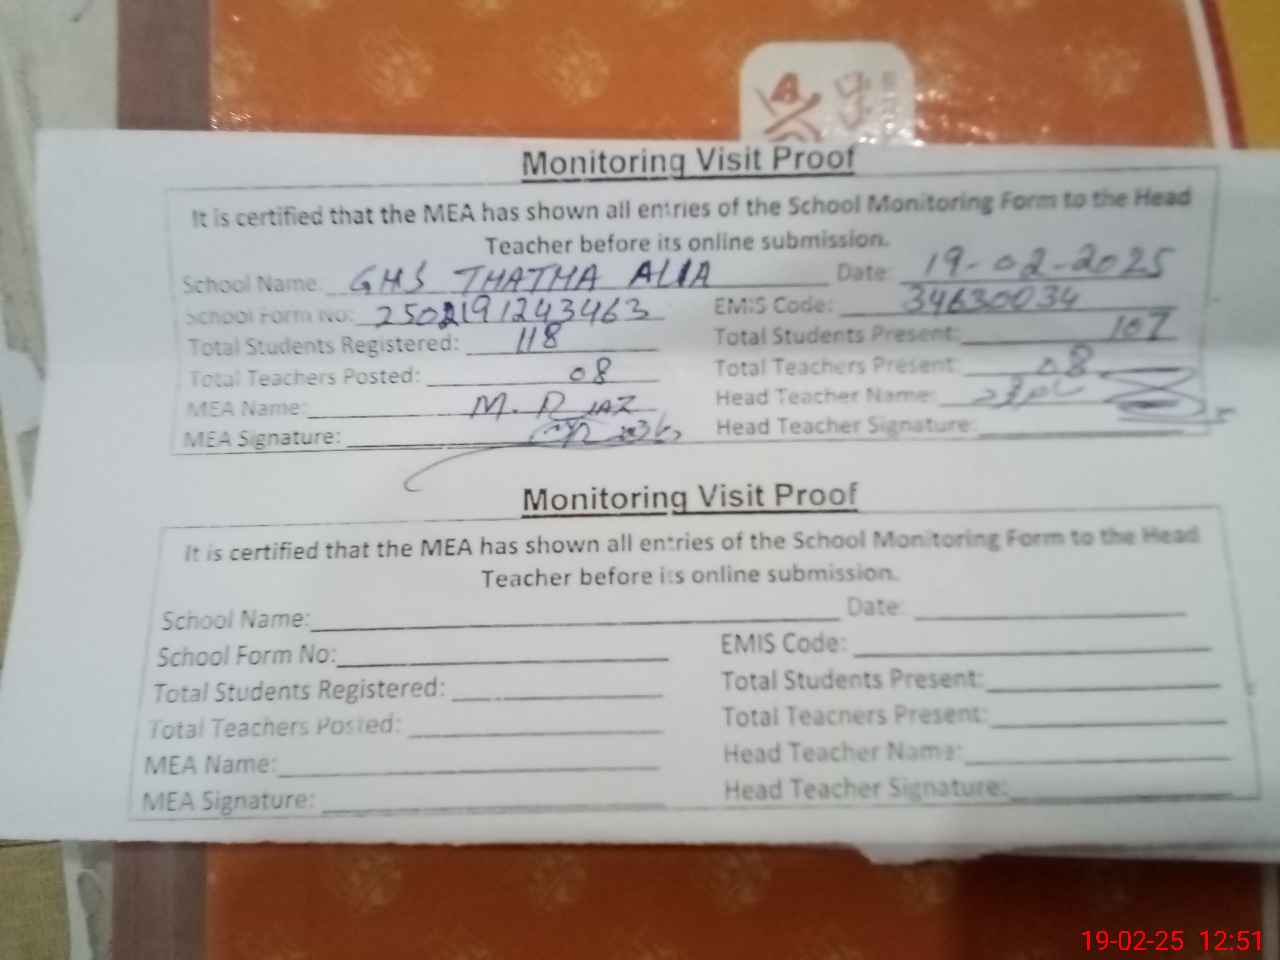 Monitoring Visit Proof
It is certified that the MEA has shown all entries of the School Monitoring Form to the Head
Teacher before its online submission.
School Name: GHS THATHA ALIA Date: 19-02-2025
School Form No: 2502191243463 EMIS Code: 34630034
Total Students Registered: 118 Total Students Present: 107
Total Teachers Posted: 08 Total Teachers Present: 08
MEA Name: M. RIAZ Head Teacher Name:
MEA Signature: Head Teacher Signature:
Monitoring Visit Proof
It is certified that the MEA has shown all entries of the School Monitoring Form to the Head
Teacher before its online submission.
School Name: Date:
School Form No: EMIS Code:
Total Students Registered: Total Students Present:
Total Teachers Posted: Total Teachers Present:
MEA Name: Head Teacher Name:
MEA Signature: Head Teacher Signature:
19-02-25 12:51